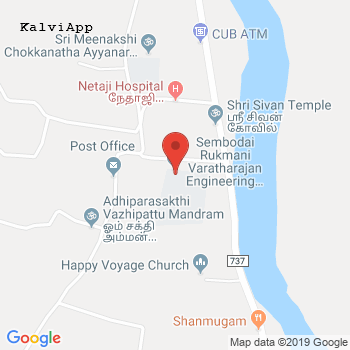 KalviApp
Sri Meenakshi
Chokkanatha Ayyanar...
CUB ATM
Netaji Hospital
நேதாஜி...
Shri Sivan Temple
ஸ்ரீ சிவன்
கோவில்
Post Office
Sembodai
Rukmani
Varatharajan
Engineering...
Adhiparasakthi
Vazhipattu Mandram
ஓம் சக்தி
அம்மன்...
Happy Voyage Church
737
Shanmugam
Google
Map data ©2019 Google